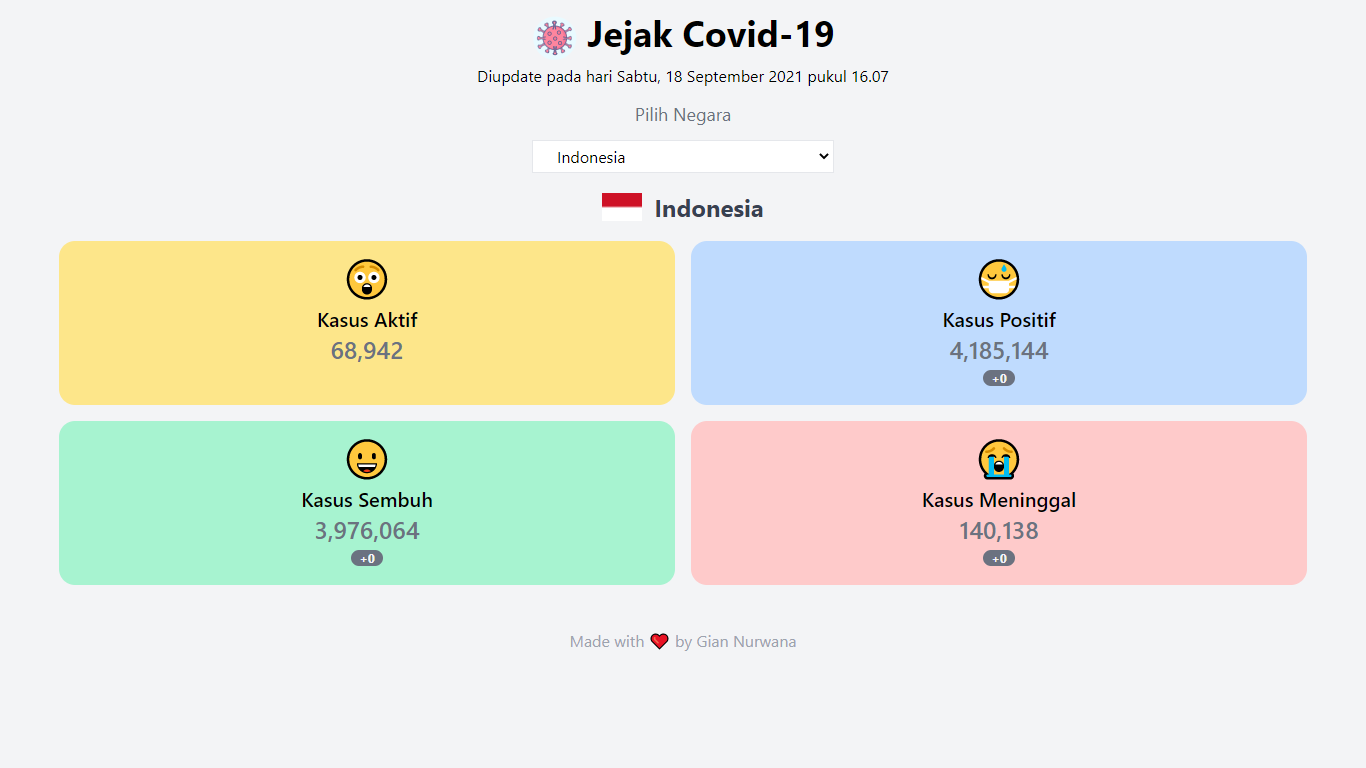 Jejak Covid-19
Diupdate pada hari Sabtu, 18 September 2021 pukul 16.07
Pilih Negara
Indonesia
Indonesia
Kasus Aktif
68,942
Kasus Positif
4,185,144
+0
Kasus Sembuh
3,976,064
+0
Kasus Meninggal
140,138
+0
Made with ❤️ by Gian Nurwana